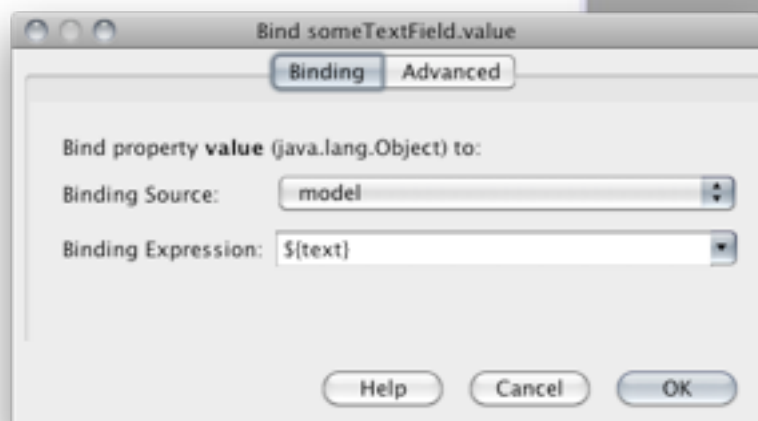 Bind someTextField.value
Binding Advanced
Bind property value (java.lang.Object) to:
Binding Source: model
Binding Expression: ${text}
Help Cancel OK